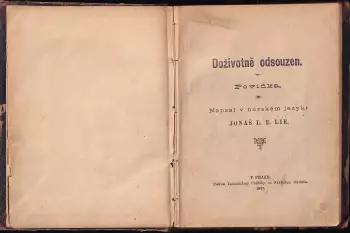 Doživotně odsouzen.
Povídka.
Napsal v norském jazyku
JONÁŠ L. E. LIE.
V PRAZE.